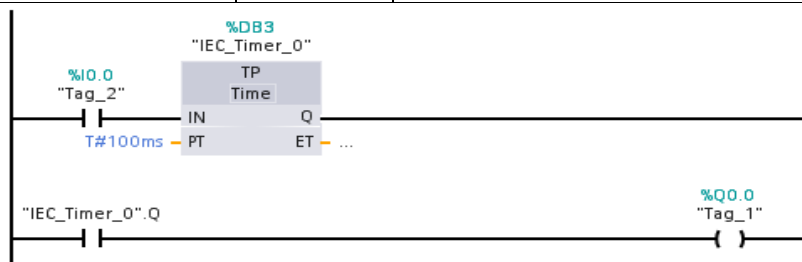 %DB3
"IEC_Timer_0"
%I0.0
"Tag_2"
TP
Time
IN Q
T#100ms PT ET ...
%Q0.0
"IEC_Timer_0".Q "Tag_1"